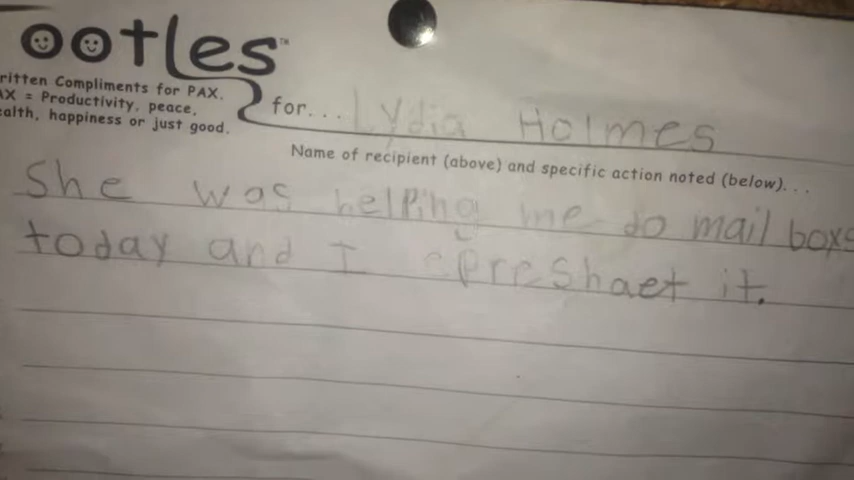 ootles™
ritten Compliments for PAX.
AX = Productivity, peace,
ealth, happiness or just good.
for... Lydia Holmes
Name of recipient (above) and specific action noted (below)...
She was helping me do mail boxs
today and I epreshaet it.